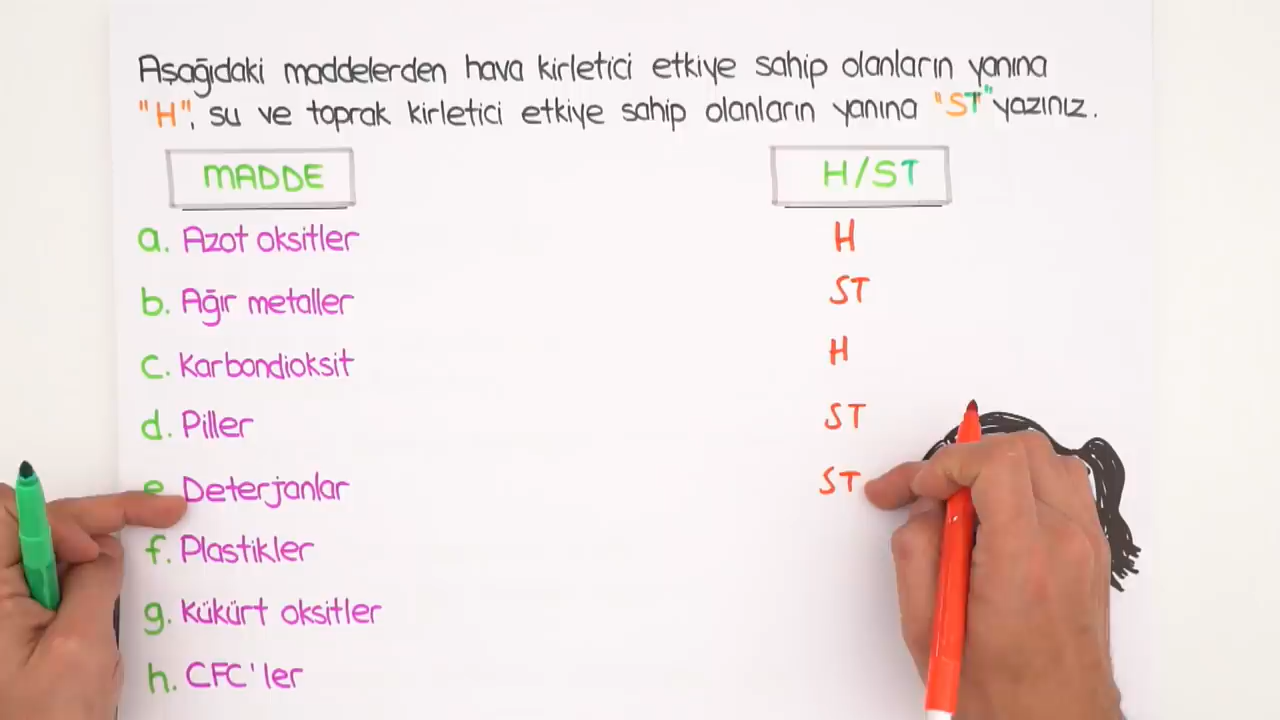 Aşağıdaki maddelerden hava kirletici etkiye sahip olanların yanına
"H", su ve toprak kirletici etkiye sahip olanların yanına "ST" yazınız.
MADDE H/ST
a. Azot oksitler H
b. Ağır metaller ST
c. Karbondioksit H
d. Piller ST
e. Deterjanlar ST
f. Plastikler
g. Kükürt oksitler
h. CFC'ler